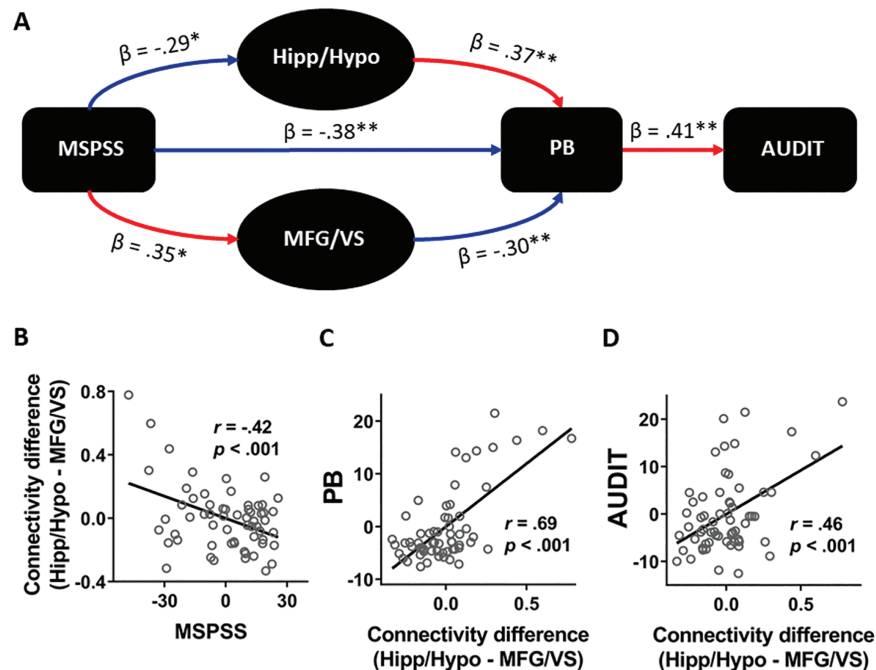 A
β = -.29*
Hipp/Hypo
β = .37**
MSPSS
β = -.38**
PB
β = .41**
AUDIT
β = .35*
MFG/VS
β = -.30**
B
Connectivity difference
(Hipp/Hypo - MFG/VS)
0.8
0.4
0.0
-0.4
r = -.42
p < .001
-30
0
30
MSPSS
C
PB
20
10
0
-10
r = .69
p < .001
0.0
0.5
Connectivity difference
(Hipp/Hypo - MFG/VS)
D
AUDIT
20
10
0
-10
r = .46
p < .001
0.0
0.5
Connectivity difference
(Hipp/Hypo - MFG/VS)